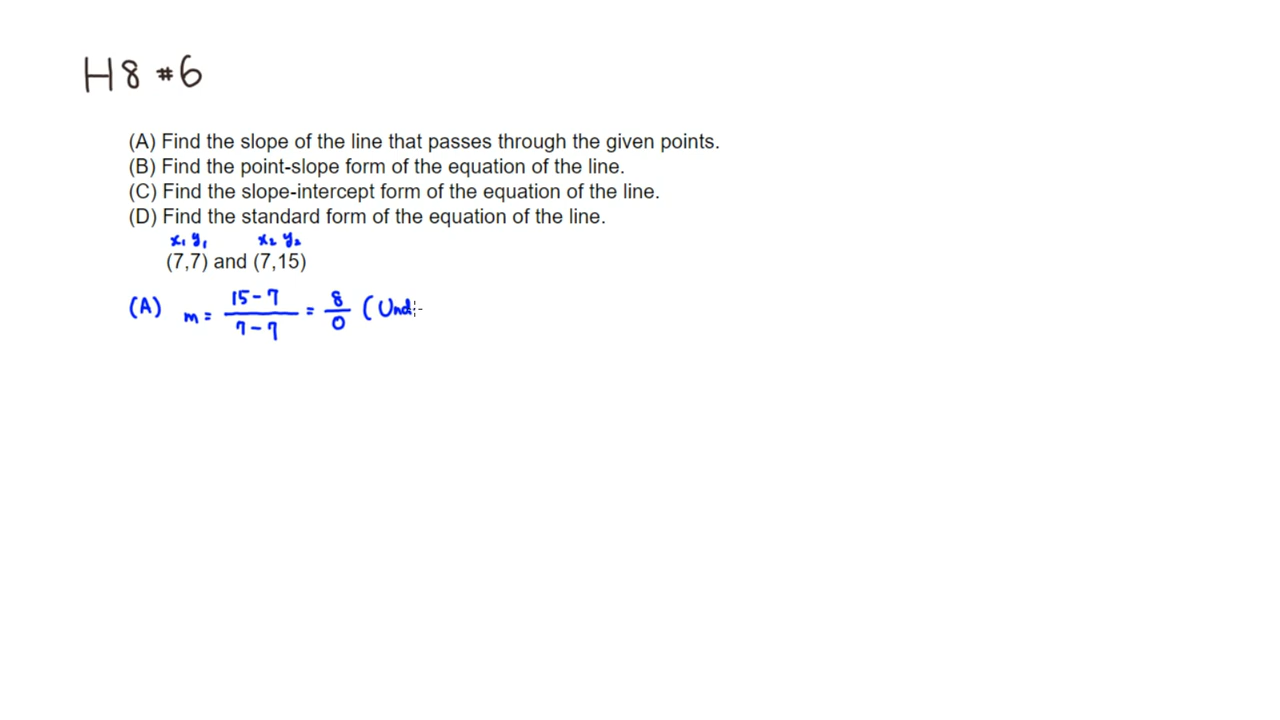 H8 #6
(A) Find the slope of the line that passes through the given points.
(B) Find the point-slope form of the equation of the line.
(C) Find the slope-intercept form of the equation of the line.
(D) Find the standard form of the equation of the line.
x₁ y₁ x₂ y₂
(7,7) and (7,15)
(A) m = (15-7)/(7-7) = 8/0 (Und